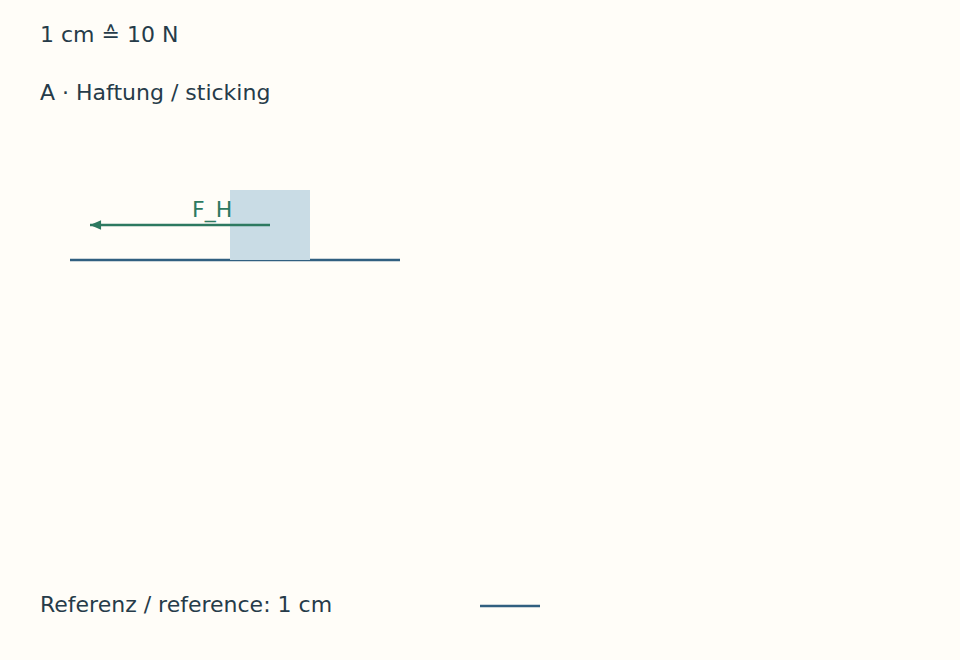 1 cm ≙ 10 N
A · Haftung / sticking
F_H
Referenz / reference: 1 cm